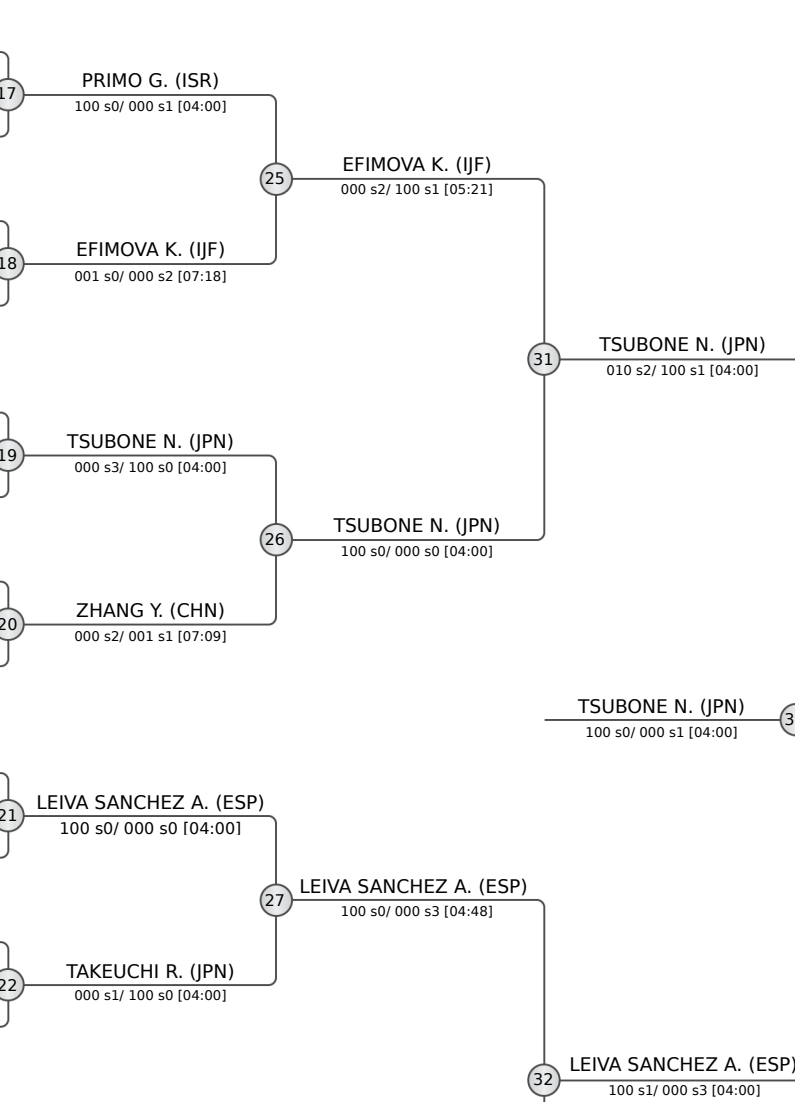 PRIMO G. (ISR)
17
100 s0/ 000 s1 [04:00]
EFIMOVA K. (IJF)
25
000 s2/ 100 s1 [05:21]
EFIMOVA K. (IJF)
18
001 s0/ 000 s2 [07:18]
TSUBONE N. (JPN)
31
010 s2/ 100 s1 [04:00]
TSUBONE N. (JPN)
19
000 s3/ 100 s0 [04:00]
TSUBONE N. (JPN)
26
100 s0/ 000 s0 [04:00]
ZHANG Y. (CHN)
20
000 s2/ 001 s1 [07:09]
TSUBONE N. (JPN)
100 s0/ 000 s1 [04:00]
LEIVA SANCHEZ A. (ESP)
21
100 s0/ 000 s0 [04:00]
LEIVA SANCHEZ A. (ESP)
27
100 s0/ 000 s3 [04:48]
TAKEUCHI R. (JPN)
22
000 s1/ 100 s0 [04:00]
LEIVA SANCHEZ A. (ESP)
32
100 s1/ 000 s3 [04:00]